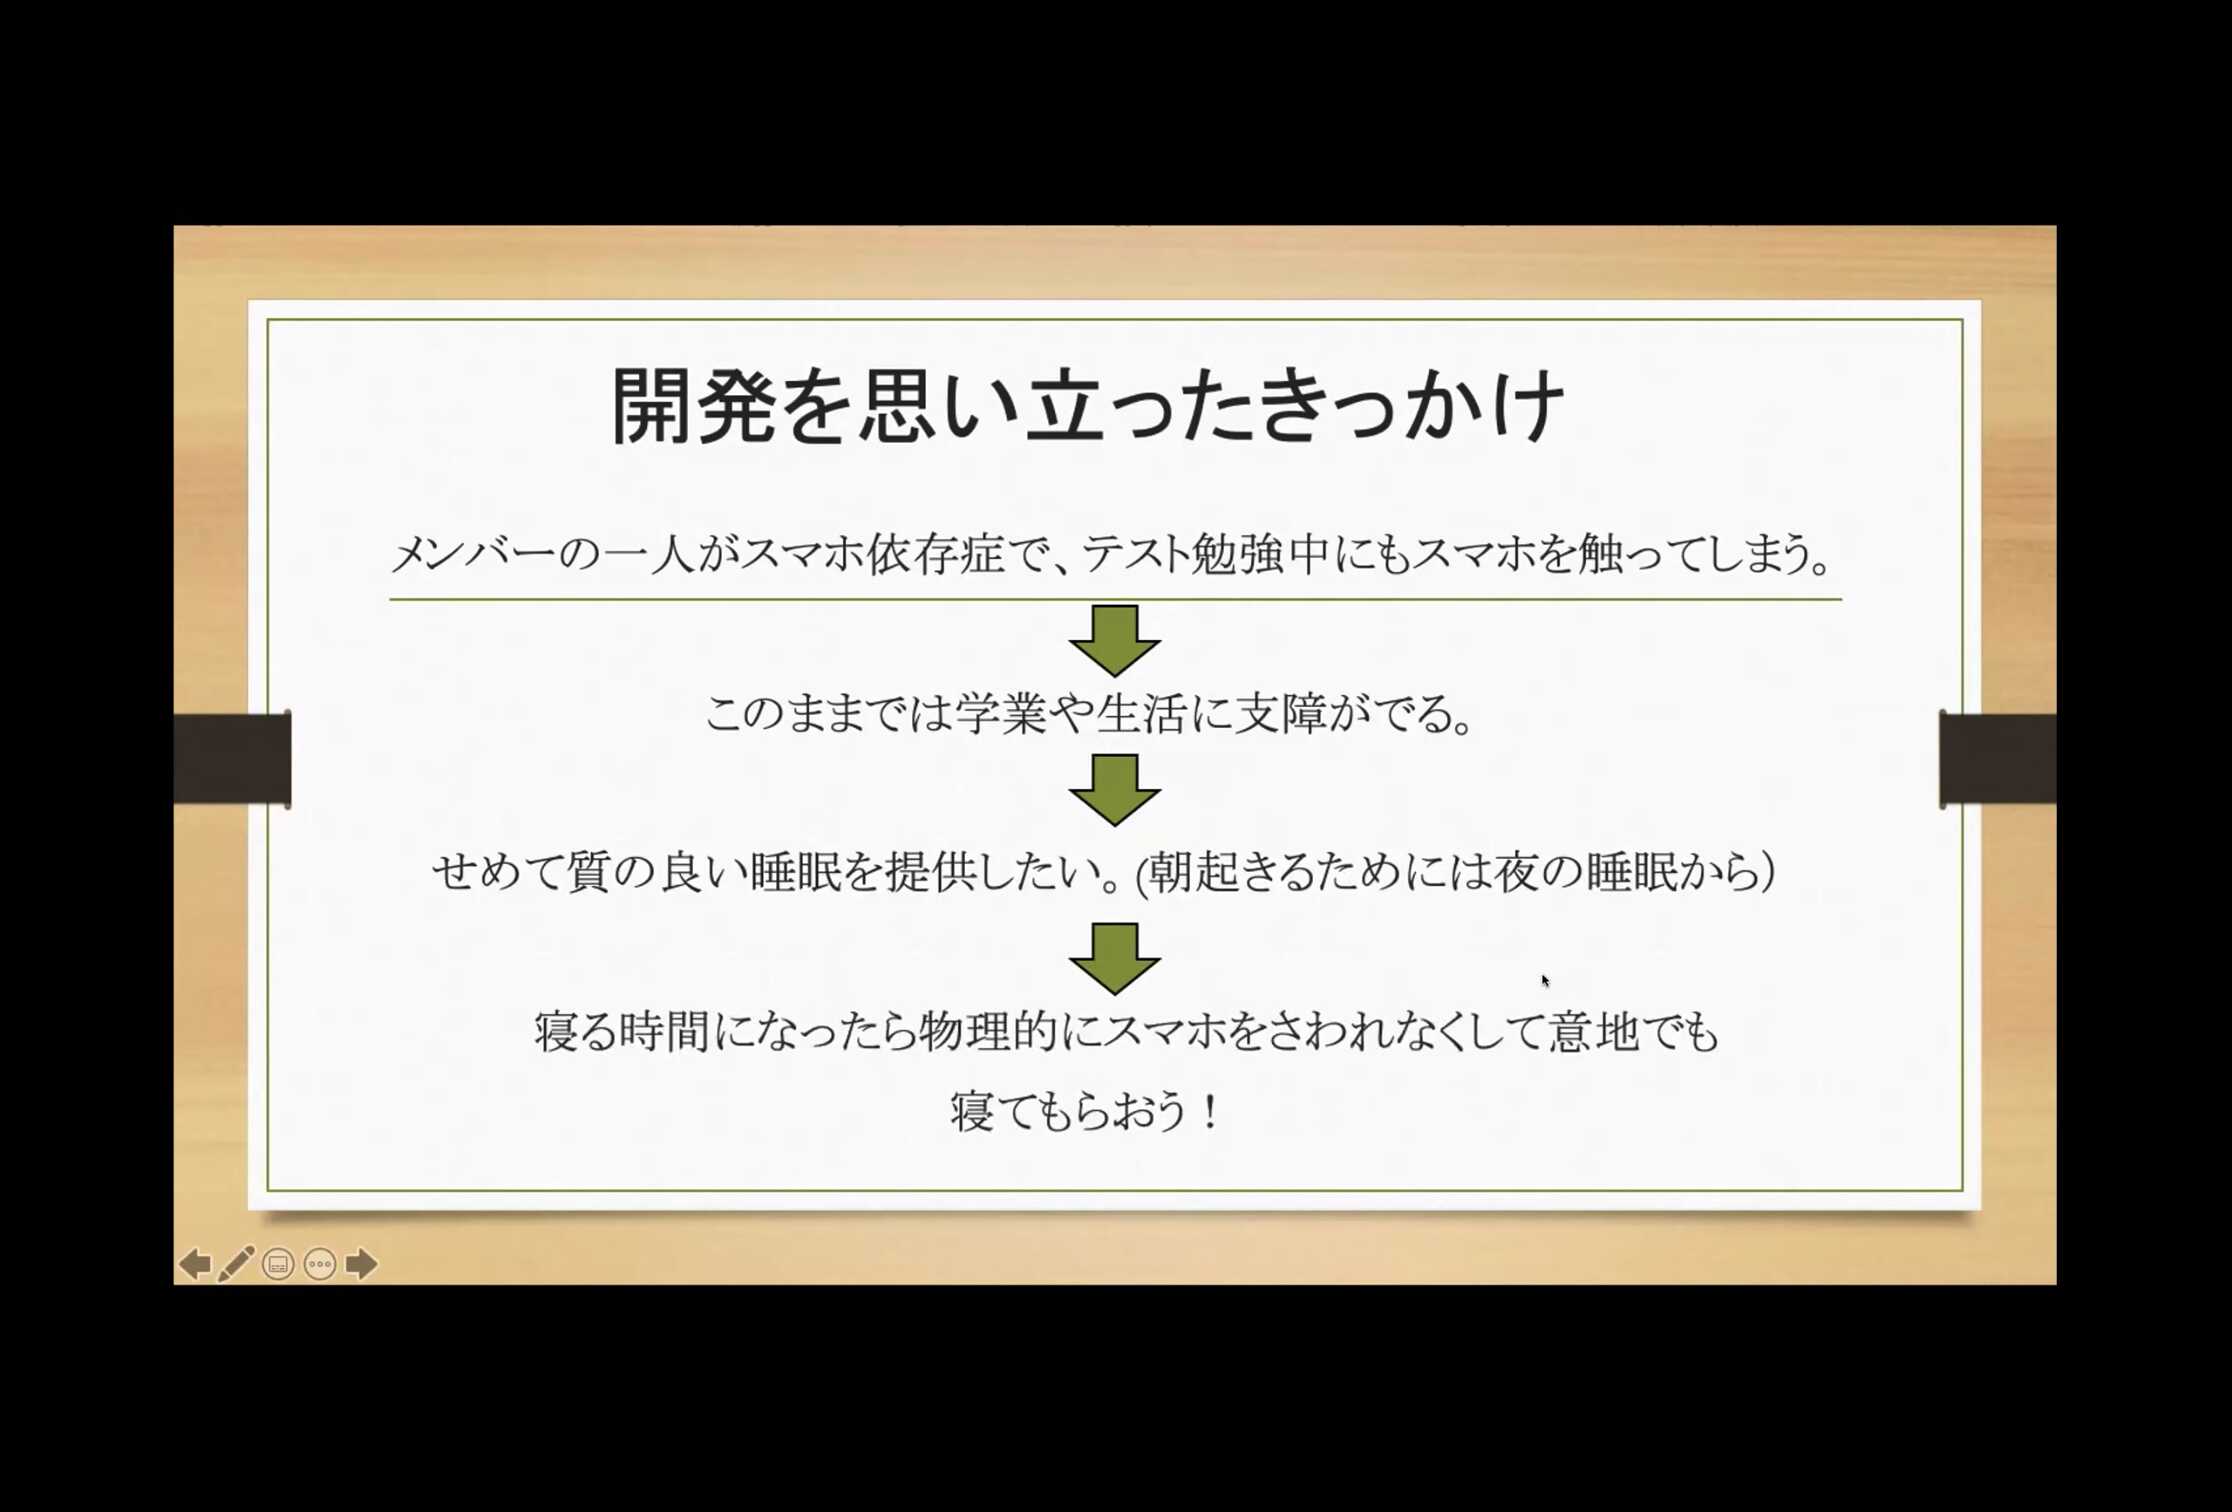 開発を思い立ったきっかけ
メンバーの一人がスマホ依存症で、テスト勉強中にもスマホを触ってしまう。
このままでは学業や生活に支障がでる。
せめて質の良い睡眠を提供したい。(朝起きるためには夜の睡眠から）
寝る時間になったら物理的にスマホをさわれなくして意地でも
寝てもらおう！